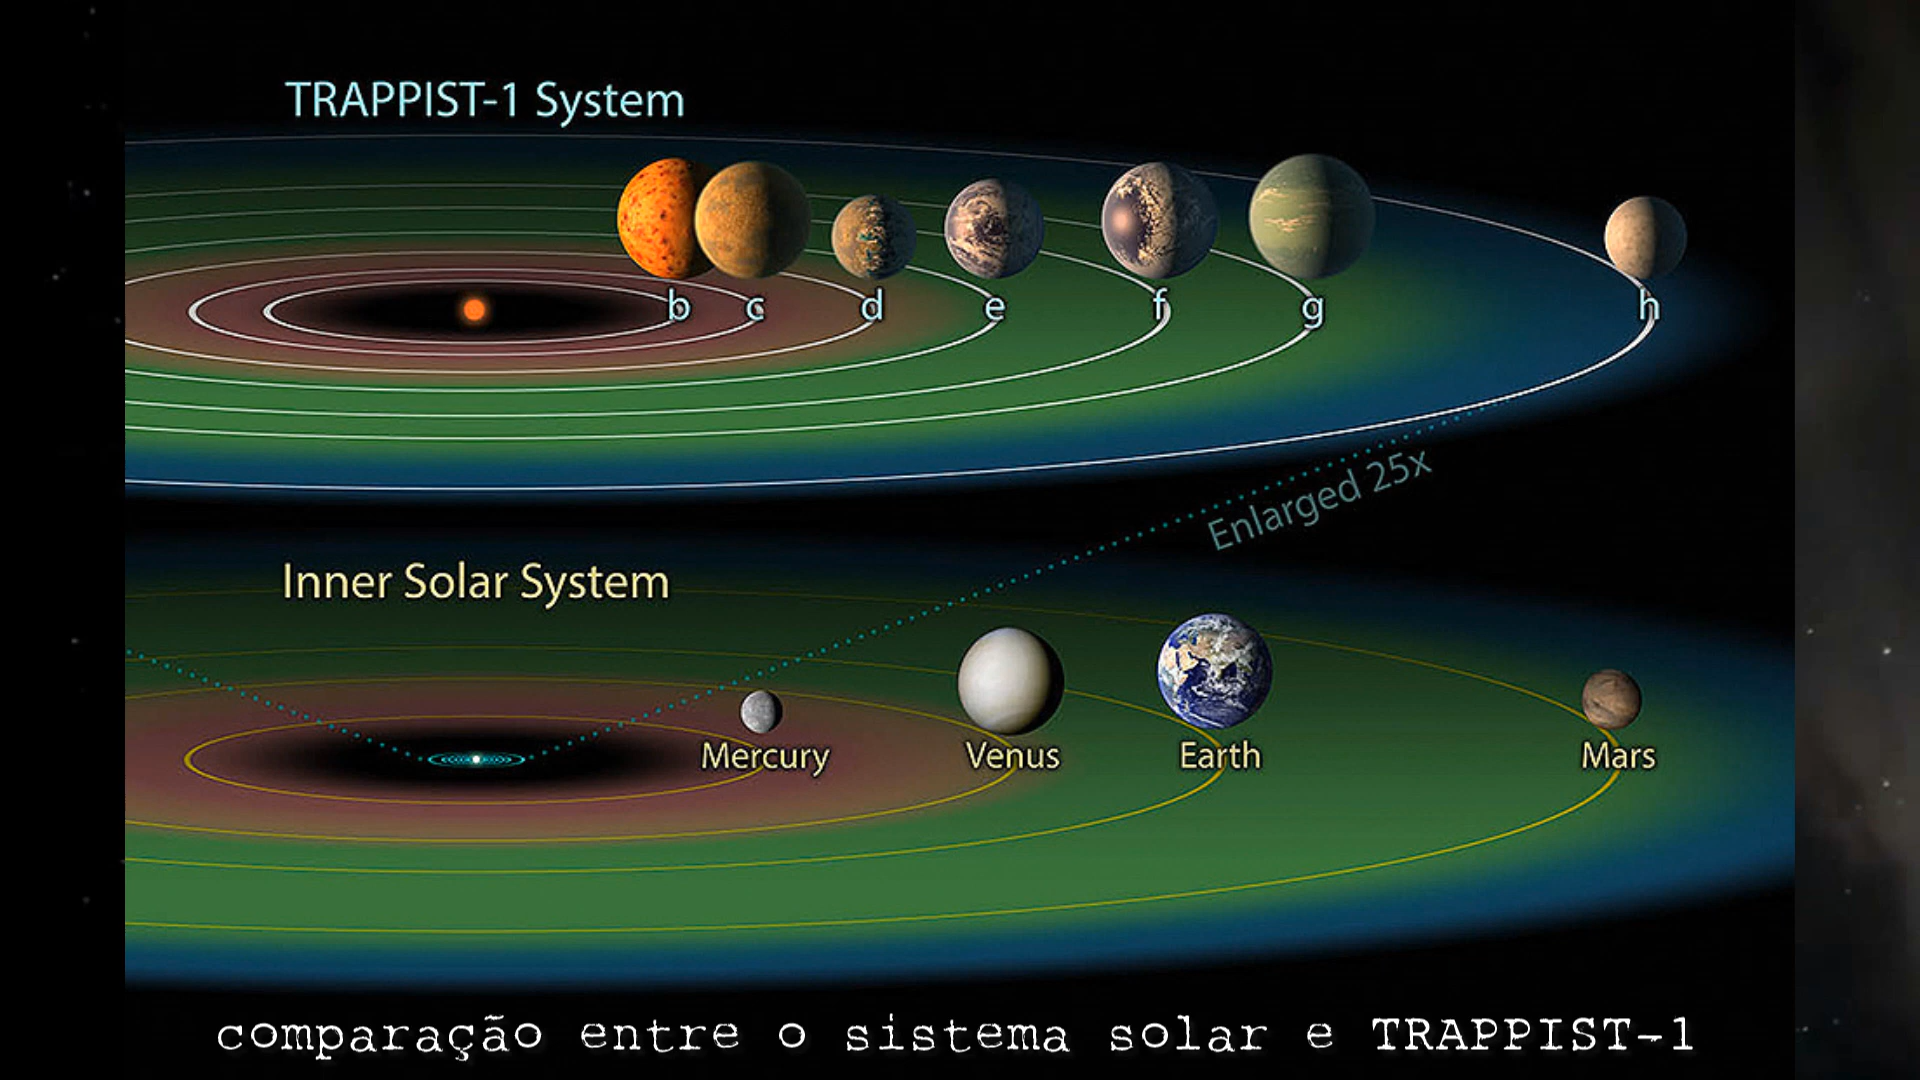 TRAPPIST-1 System
b c d e f g h
Enlarged 25x
Inner Solar System
Mercury Venus Earth Mars
comparação entre o sistema solar e TRAPPIST-1